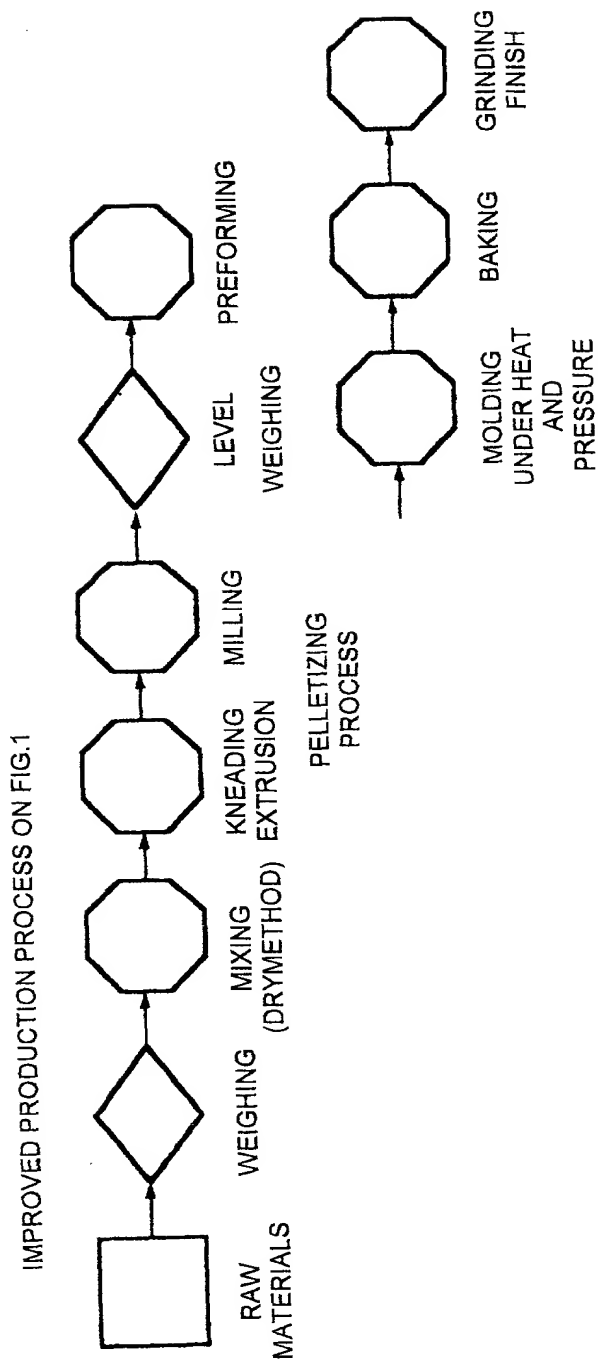 IMPROVED PRODUCTION PROCESS ON FIG.1
RAW
MATERIALS
WEIGHING
MIXING
(DRYMETHOD)
KNEADING
EXTRUSION
MILLING
LEVEL
WEIGHING
PREFORMING
PELLETIZING
PROCESS
MOLDING
UNDER HEAT
AND
PRESSURE
BAKING
GRINDING
FINISH